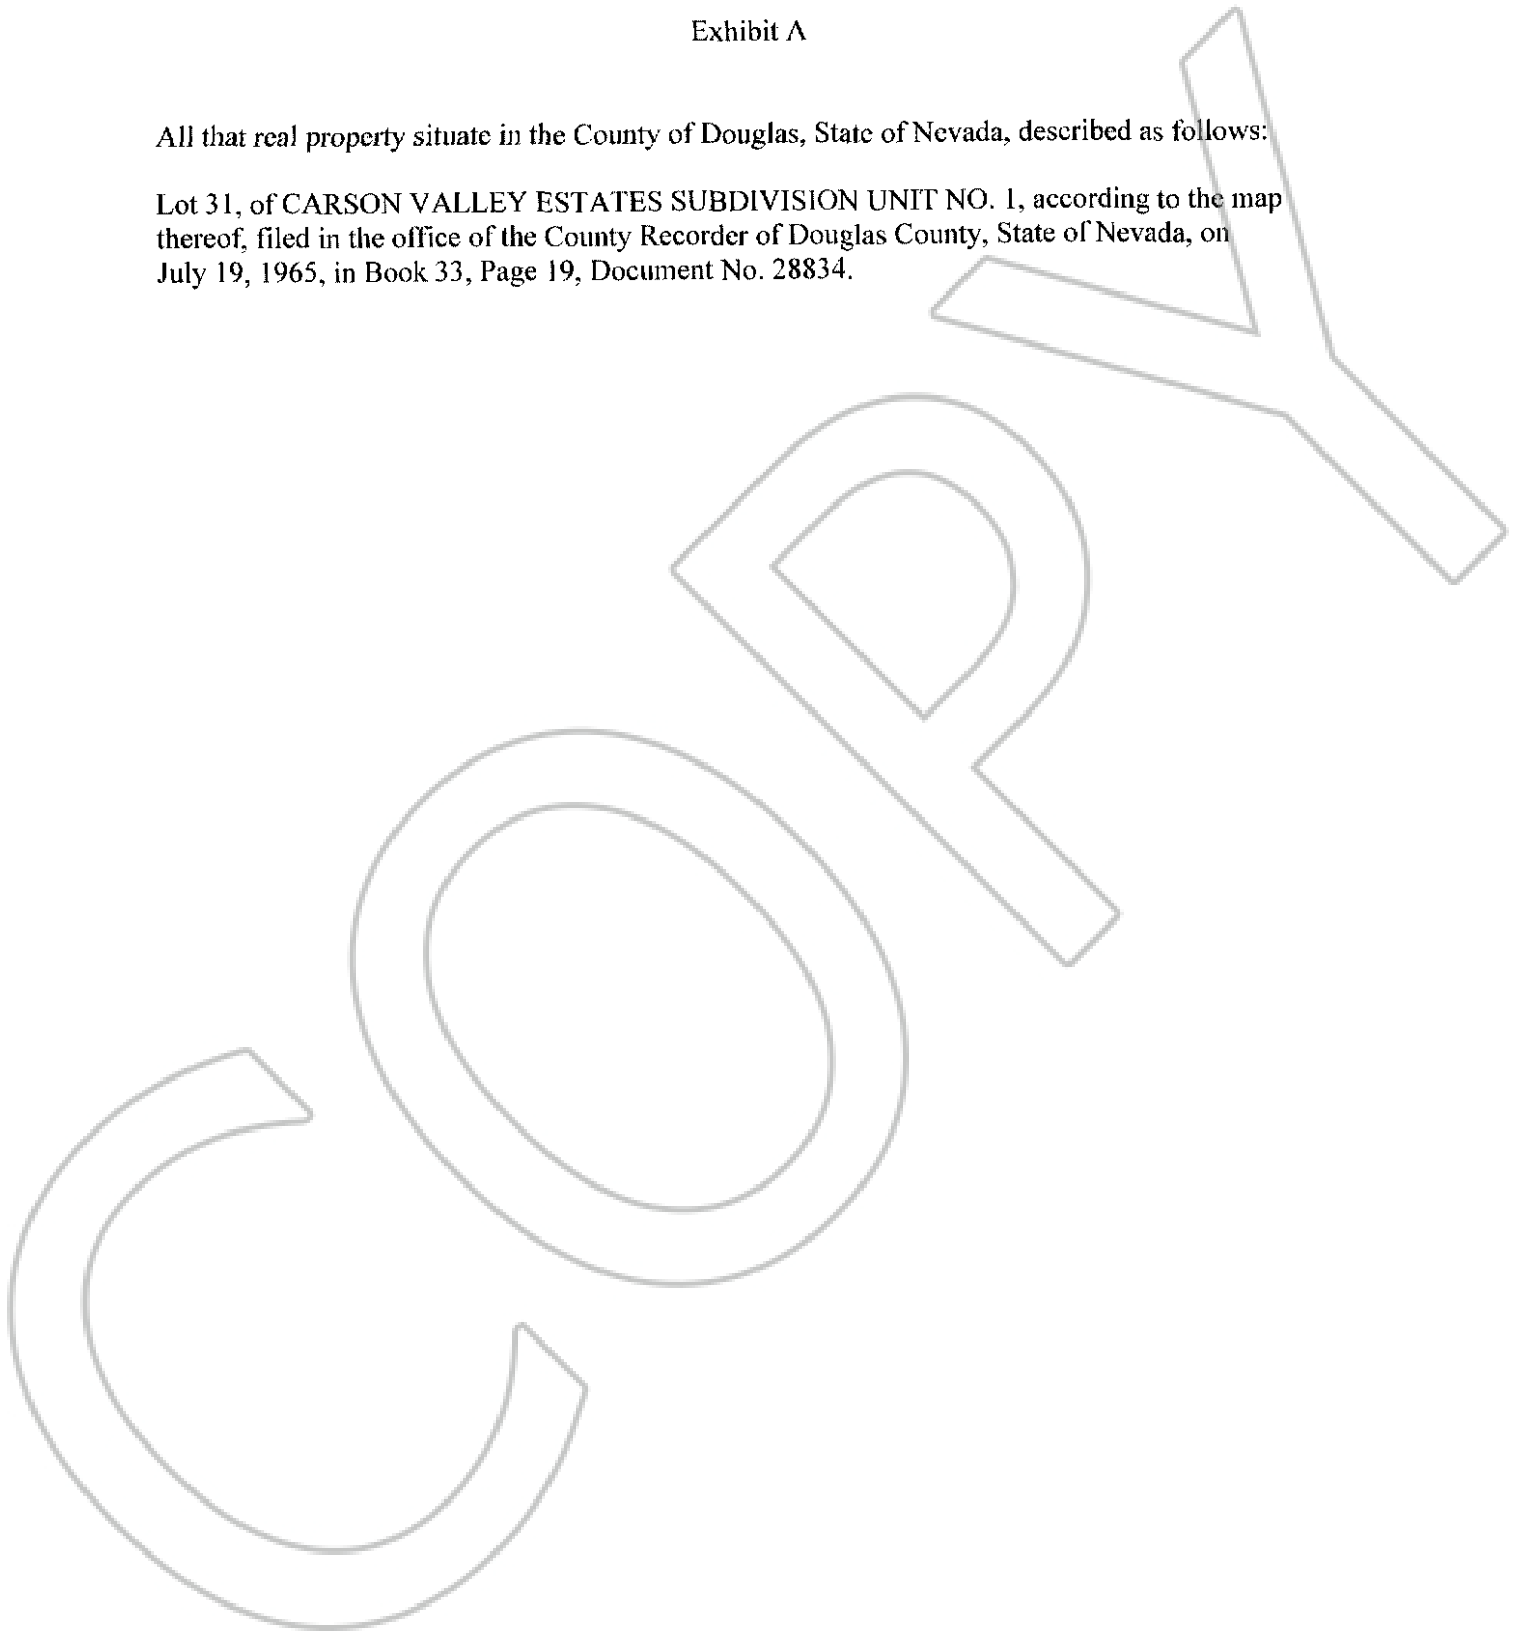 Exhibit A
All that real property situate in the County of Douglas, State of Nevada, described as follows:
Lot 31, of CARSON VALLEY ESTATES SUBDIVISION UNIT NO. 1, according to the map
thereof, filed in the office of the County Recorder of Douglas County, State of Nevada, on
July 19, 1965, in Book 33, Page 19, Document No. 28834.
COPY